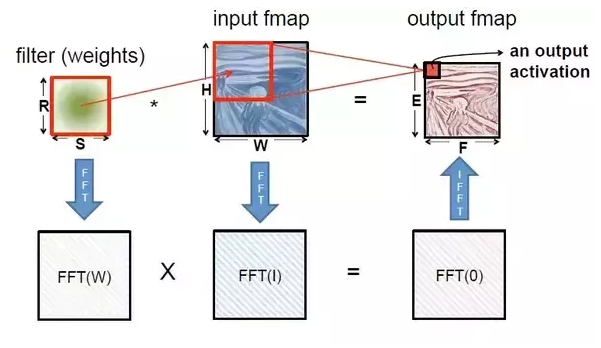 input fmap
output fmap
filter (weights)
an output
activation
R
*
H
=
E
S
W
F
FFT
FFT
IFFT
FFT(W)
X
FFT(I)
=
FFT(0)